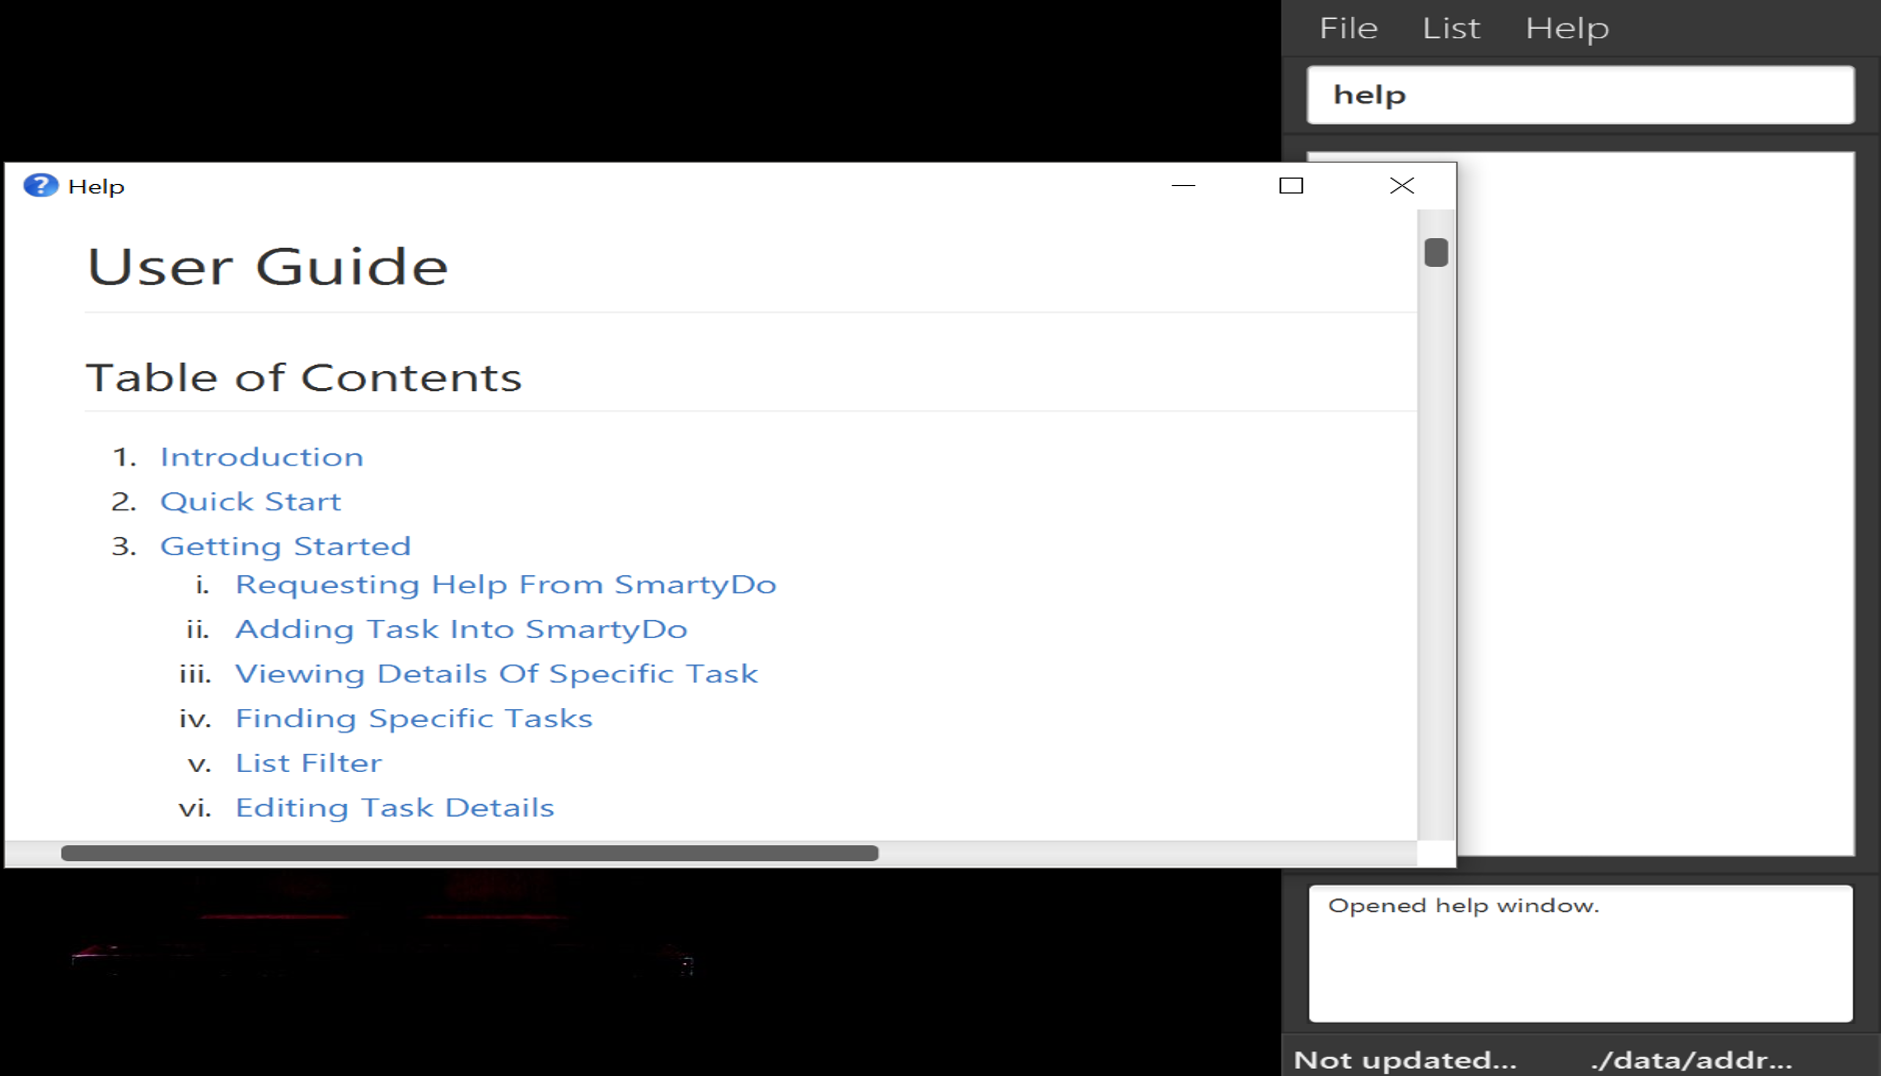 File List Help
help
Help
User Guide
Table of Contents
1. Introduction
2. Quick Start
3. Getting Started
i. Requesting Help From SmartyDo
ii. Adding Task Into SmartyDo
iii. Viewing Details Of Specific Task
iv. Finding Specific Tasks
v. List Filter
vi. Editing Task Details
Opened help window.
Not updated... ./data/addr...